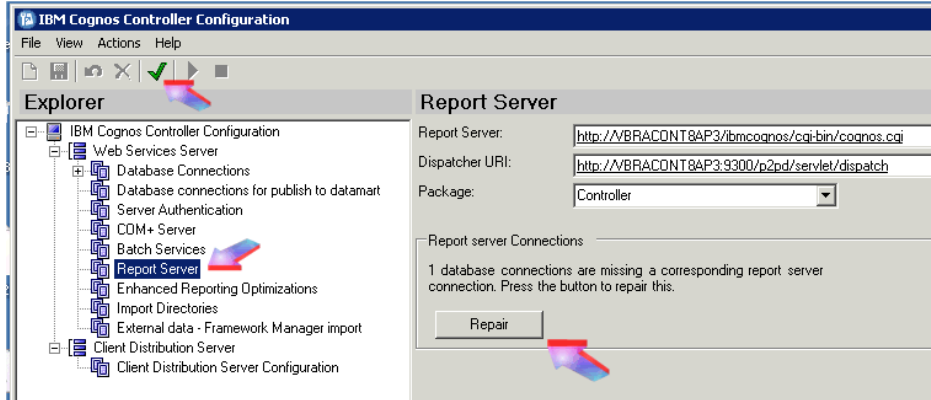 IBM Cognos Controller Configuration
File View Actions Help
Explorer
Report Server
IBM Cognos Controller Configuration
Web Services Server
Database Connections
Database connections for publish to datamart
Server Authentication
COM+ Server
Batch Services
Report Server
Enhanced Reporting Optimizations
Import Directories
External data - Framework Manager import
Client Distribution Server
Client Distribution Server Configuration
Report Server: http://VBRACONT8AP3/ibmcognos/cgi-bin/cognos.cgi
Dispatcher URI: http://VBRACONT8AP3:9300/p2pd/servlet/dispatch
Package: Controller
Report server Connections
1 database connections are missing a corresponding report server
connection. Press the button to repair this.
Repair